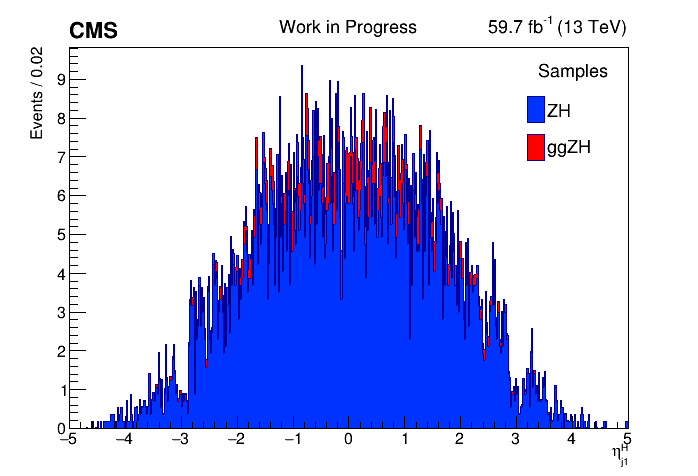 CMS Work in Progress 59.7 fb⁻¹ (13 TeV)
Events / 0.02
Samples
ZH
ggZH
9
8
7
6
5
4
3
2
1
0
−5 −4 −3 −2 −1 0 1 2 3 4 5
η^H_j1